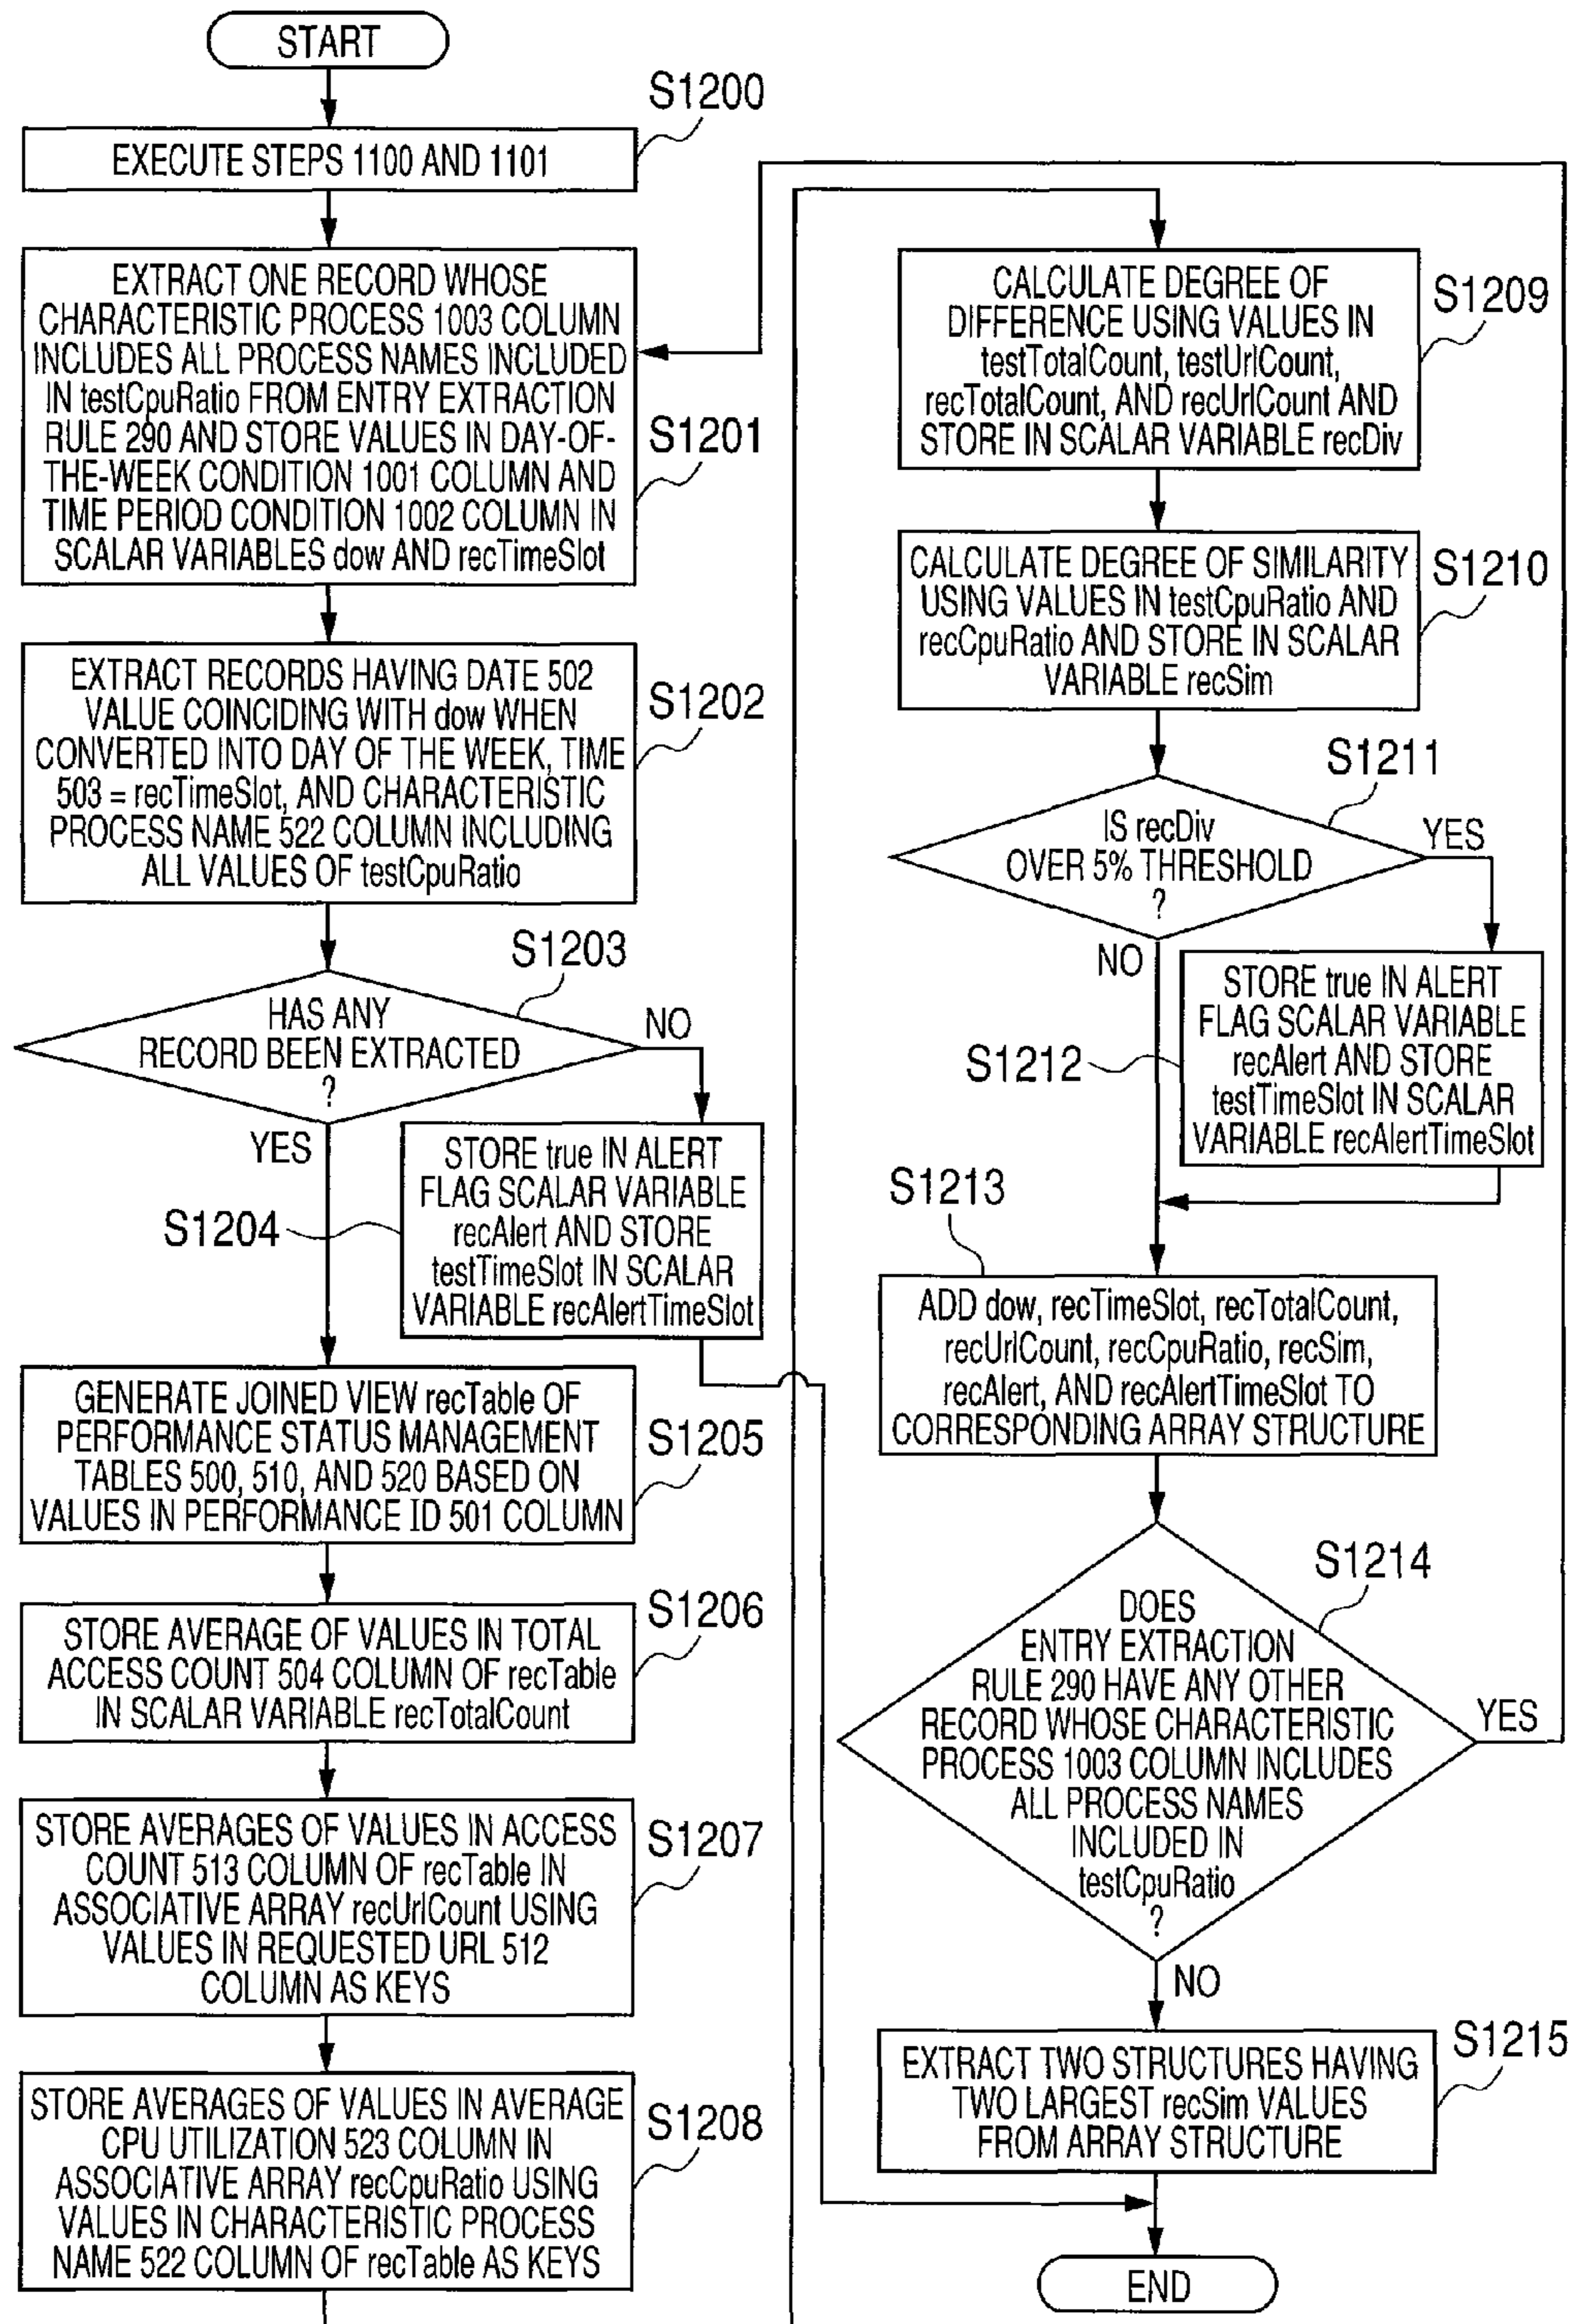 START
S1200
EXECUTE STEPS 1100 AND 1101
EXTRACT ONE RECORD WHOSE
CHARACTERISTIC PROCESS 1003 COLUMN
INCLUDES ALL PROCESS NAMES INCLUDED
IN testCpuRatio FROM ENTRY EXTRACTION
RULE 290 AND STORE VALUES IN DAY-OF-
THE-WEEK CONDITION 1001 COLUMN AND
TIME PERIOD CONDITION 1002 COLUMN IN
SCALAR VARIABLES dow AND recTimeSlot
S1201
EXTRACT RECORDS HAVING DATE 502
VALUE COINCIDING WITH dow WHEN
CONVERTED INTO DAY OF THE WEEK, TIME
503 = recTimeSlot, AND CHARACTERISTIC
PROCESS NAME 522 COLUMN INCLUDING
ALL VALUES OF testCpuRatio
S1202
S1203
HAS ANY
RECORD BEEN EXTRACTED
?
NO
YES
STORE true IN ALERT
FLAG SCALAR VARIABLE
recAlert AND STORE
testTimeSlot IN SCALAR
VARIABLE recAlertTimeSlot
S1204
GENERATE JOINED VIEW recTable OF
PERFORMANCE STATUS MANAGEMENT
TABLES 500, 510, AND 520 BASED ON
VALUES IN PERFORMANCE ID 501 COLUMN
S1205
STORE AVERAGE OF VALUES IN TOTAL
ACCESS COUNT 504 COLUMN OF recTable
IN SCALAR VARIABLE recTotalCount
S1206
STORE AVERAGES OF VALUES IN ACCESS
COUNT 513 COLUMN OF recTable IN
ASSOCIATIVE ARRAY recUrlCount USING
VALUES IN REQUESTED URL 512
COLUMN AS KEYS
S1207
STORE AVERAGES OF VALUES IN AVERAGE
CPU UTILIZATION 523 COLUMN IN
ASSOCIATIVE ARRAY recCpuRatio USING
VALUES IN CHARACTERISTIC PROCESS
NAME 522 COLUMN OF recTable AS KEYS
S1208
CALCULATE DEGREE OF
DIFFERENCE USING VALUES IN
testTotalCount, testUrlCount,
recTotalCount, AND recUrlCount AND
STORE IN SCALAR VARIABLE recDiv
S1209
CALCULATE DEGREE OF SIMILARITY
USING VALUES IN testCpuRatio AND
recCpuRatio AND STORE IN SCALAR
VARIABLE recSim
S1210
S1211
IS recDiv
OVER 5% THRESHOLD
?
YES
NO
STORE true IN ALERT
FLAG SCALAR VARIABLE
recAlert AND STORE
testTimeSlot IN SCALAR
VARIABLE recAlertTimeSlot
S1212
S1213
ADD dow, recTimeSlot, recTotalCount,
recUrlCount, recCpuRatio, recSim,
recAlert, AND recAlertTimeSlot TO
CORRESPONDING ARRAY STRUCTURE
S1214
DOES
ENTRY EXTRACTION
RULE 290 HAVE ANY OTHER
RECORD WHOSE CHARACTERISTIC
PROCESS 1003 COLUMN INCLUDES
ALL PROCESS NAMES
INCLUDED IN
testCpuRatio
?
YES
NO
S1215
EXTRACT TWO STRUCTURES HAVING
TWO LARGEST recSim VALUES
FROM ARRAY STRUCTURE
END